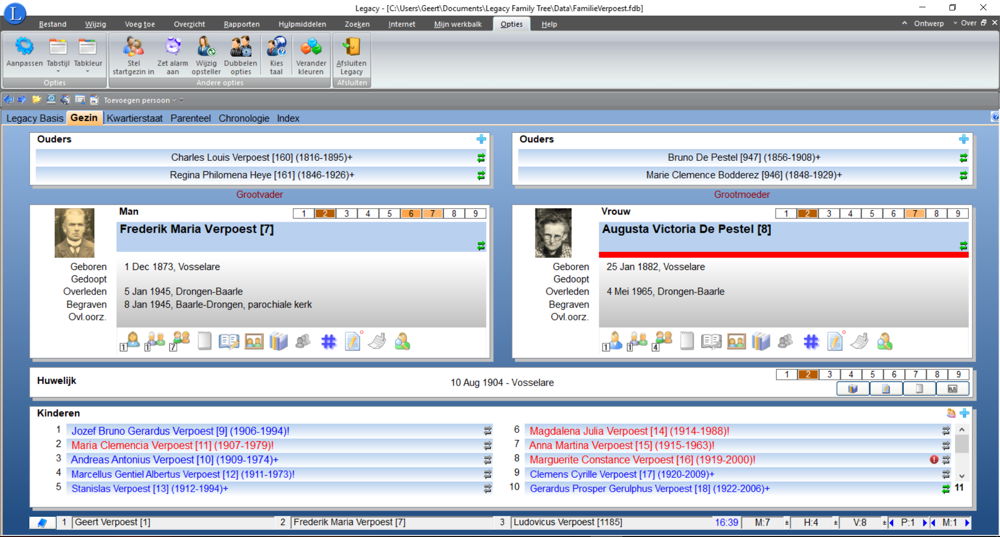 Legacy - [C:\Users\Geert\Documents\Legacy Family Tree\Data\FamilieVerpoest.fdb]
L
Bestand Wijzig Voeg toe Overzicht Rapporten Hulpmiddelen Zoeken Internet Mijn werkbalk Opties Help Ontwerp Over
Aanpassen Tabstijl Tabkleur
Stel startgezin in
Zet alarm aan
Wijzig opsteller
Dubbelen opties
Kies taal
Verander kleuren
Afsluiten Legacy
Opties Andere opties Afsluiten
Toevoegen persoon
Legacy Basis Gezin Kwartierstaat Parenteel Chronologie Index
Ouders
Charles Louis Verpoest [160] (1816-1895)+
Regina Philomena Heye [161] (1846-1926)+
Grootvader
Ouders
Bruno De Pestel [947] (1856-1908)+
Marie Clemence Bodderez [946] (1848-1929)+
Grootmoeder
Man 1 2 3 4 5 6 7 8 9
Frederik Maria Verpoest [7]
Geboren 1 Dec 1873, Vosselare
Gedoopt
Overleden 5 Jan 1945, Drongen-Baarle
Begraven 8 Jan 1945, Baarle-Drongen, parochiale kerk
Ovl.oorz.
1 1 7 #
Vrouw 1 2 3 4 5 6 7 8 9
Augusta Victoria De Pestel [8]
Geboren 25 Jan 1882, Vosselare
Gedoopt
Overleden 4 Mei 1965, Drongen-Baarle
Begraven
Ovl.oorz.
1 1 4 #
Huwelijk 10 Aug 1904 - Vosselare 1 2 3 4 5 6 7 8 9
Kinderen
1 Jozef Bruno Gerardus Verpoest [9] (1906-1994)!
2 Maria Clemencia Verpoest [11] (1907-1979)!
3 Andreas Antonius Verpoest [10] (1909-1974)+
4 Marcellus Gentiel Albertus Verpoest [12] (1911-1973)!
5 Stanislas Verpoest [13] (1912-1994)+
6 Magdalena Julia Verpoest [14] (1914-1988)!
7 Anna Martina Verpoest [15] (1915-1963)!
8 Marguerite Constance Verpoest [16] (1919-2000)!
9 Clemens Cyrille Verpoest [17] (1920-2009)+
10 Gerardus Prosper Gerulphus Verpoest [18] (1922-2006)+ 11
1 Geert Verpoest [1] 2 Frederik Maria Verpoest [7] 3 Ludovicus Verpoest [1185] 16:39 M:7 ± H:4 ± V:8 ± P:1 M:1